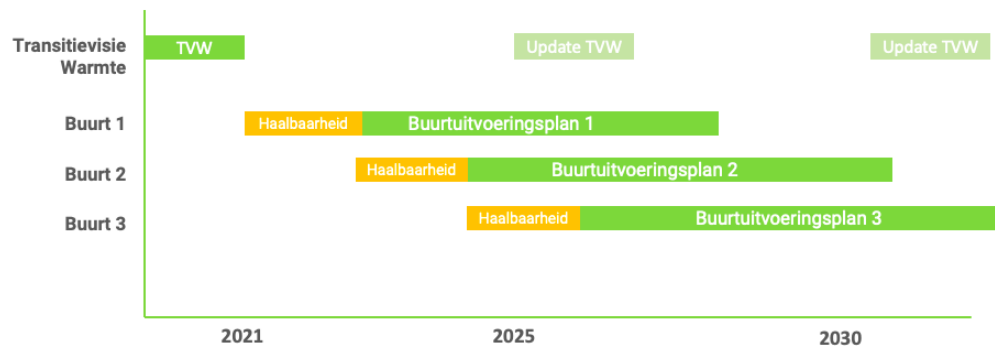 Transitievisie
Warmte
TVW
Update TVW
Update TVW
Buurt 1
Haalbaarheid
Buurtuitvoeringsplan 1
Buurt 2
Haalbaarheid
Buurtuitvoeringsplan 2
Buurt 3
Haalbaarheid
Buurtuitvoeringsplan 3
2021
2025
2030